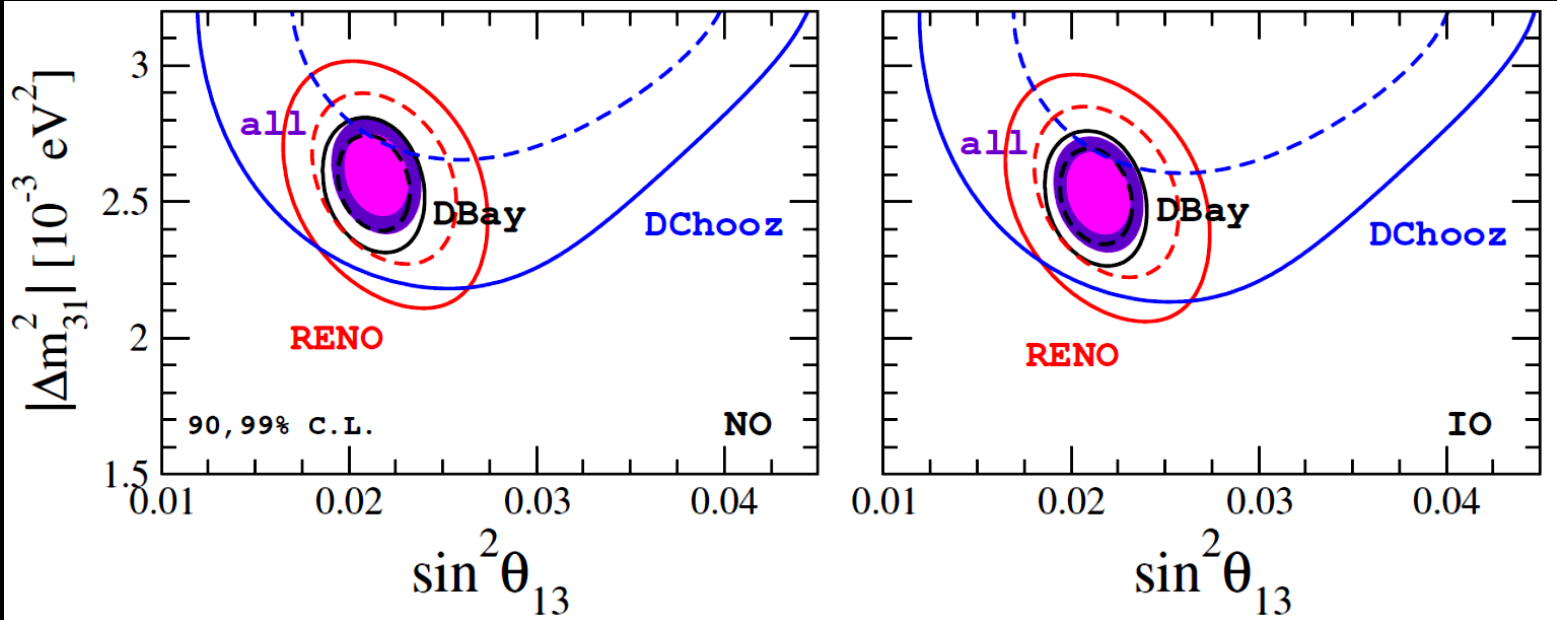 |Δm²₃₁| [10⁻³ eV²]
3
2.5
2
1.5
all
DBay
DChooz
RENO
90,99% C.L.
NO
0.01 0.02 0.03 0.04
sin²θ₁₃
all
DBay
DChooz
RENO
IO
0.01 0.02 0.03 0.04
sin²θ₁₃